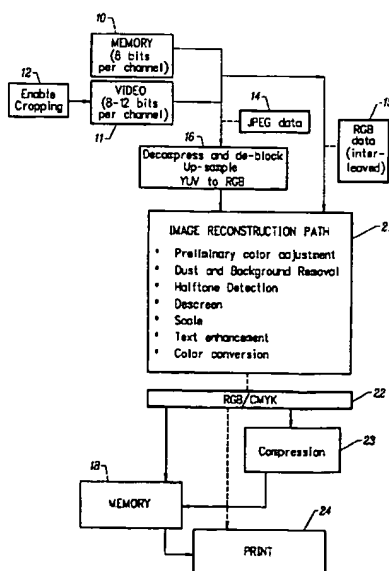 10
MEMORY
(8 bits
per channel)
12
Enable
Cropping
VIDEO
(8-12 bits
per channel)
11
14
JPEG data
15
RGB
data
(inter-
leaved)
16
Decompress and de-block
Up-sample
YUV to RGB
IMAGE RECONSTRUCTION PATH
• Preliminary color adjustment
• Dust and Background Removal
• Halftone Detection
• Descreen
• Scale
• Text enhancement
• Color conversion
RGB/CMYK
22
Compression
23
18
MEMORY
24
PRINT